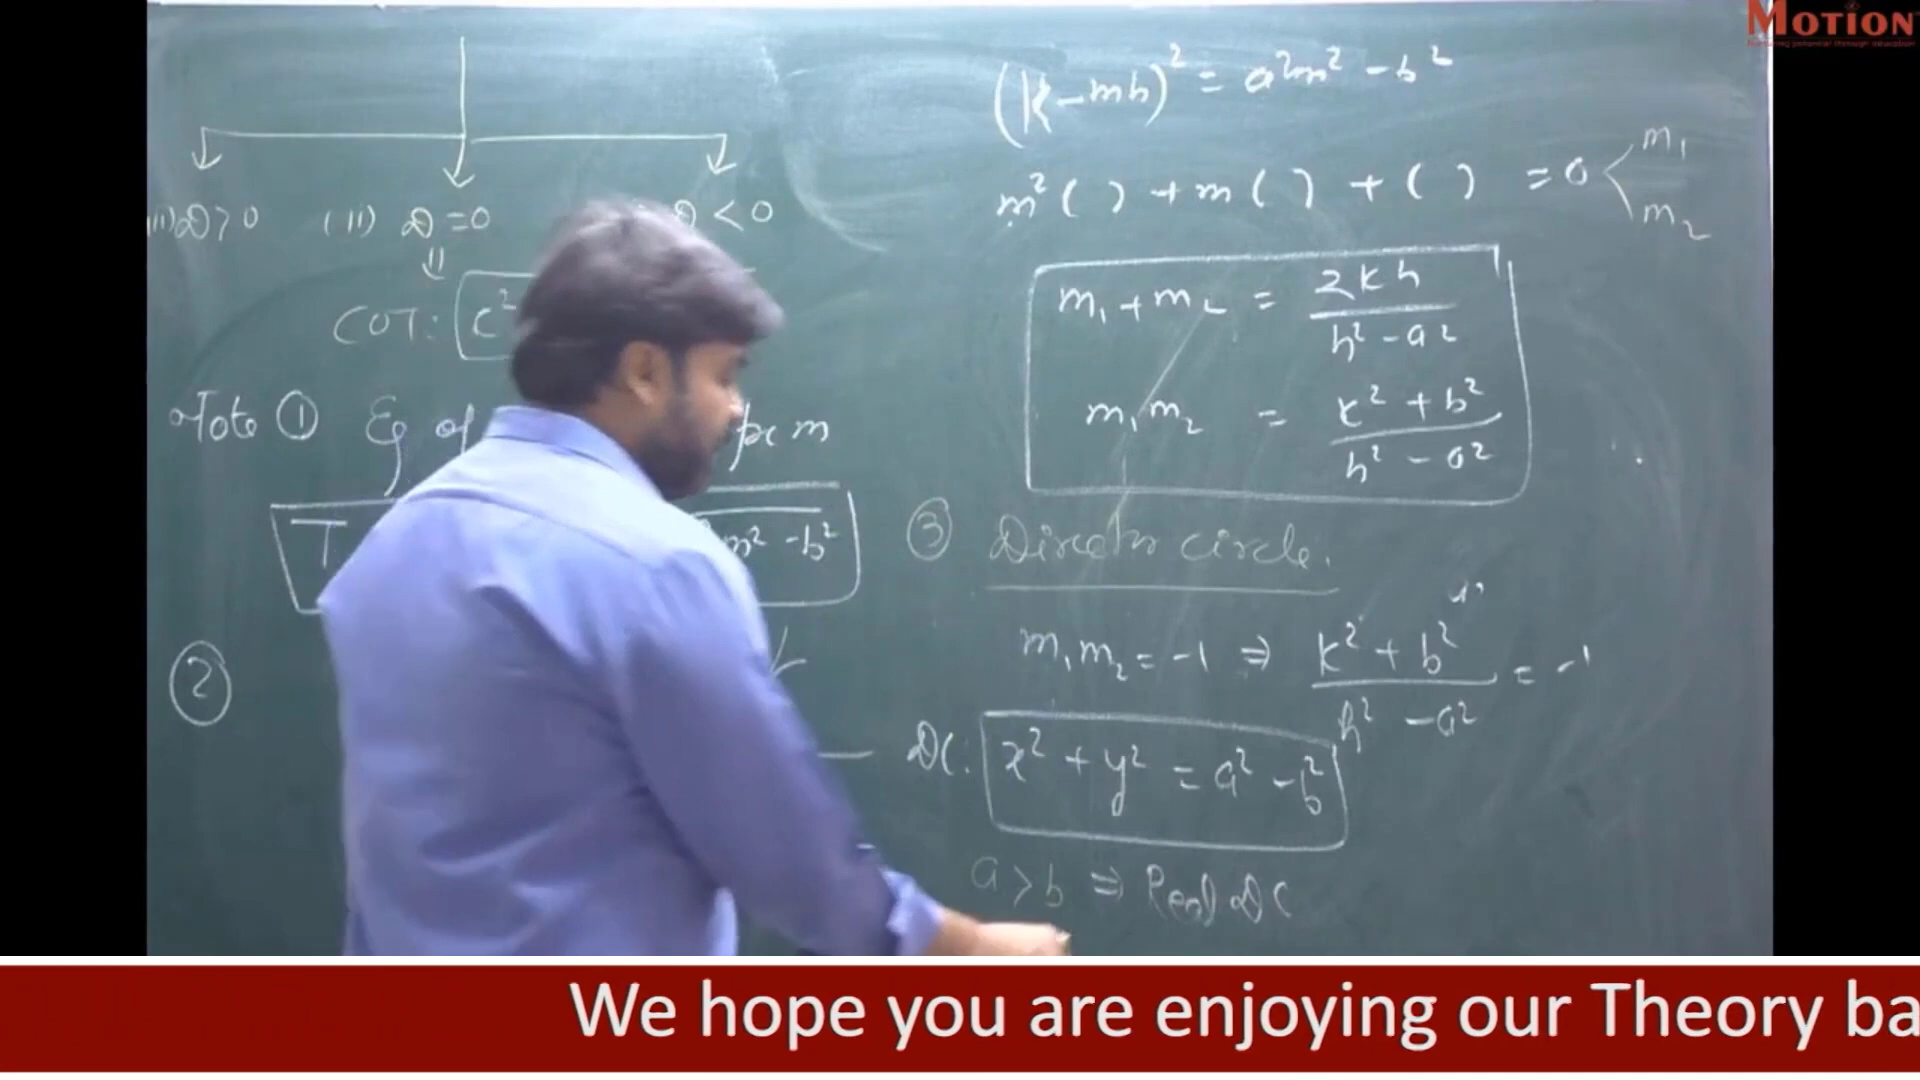 MOTION
(iii) D > 0 (ii) D = 0 D < 0
⇓
COT: c²
Note ① Eq of m
T m² - b²
②
(k - mh)² = a²m² - b²
m² ( ) + m ( ) + ( ) = 0 < m₁ m₂
m₁ + m₂ = 2kh / h² - a²
m₁m₂ = k² + b² / h² - a²
③ Director circle.
m₁m₂ = -1 ⇒ k² + b² / h² - a² = -1
DC: x² + y² = a² - b²
a > b ⇒ Real DC
We hope you are enjoying our Theory ba